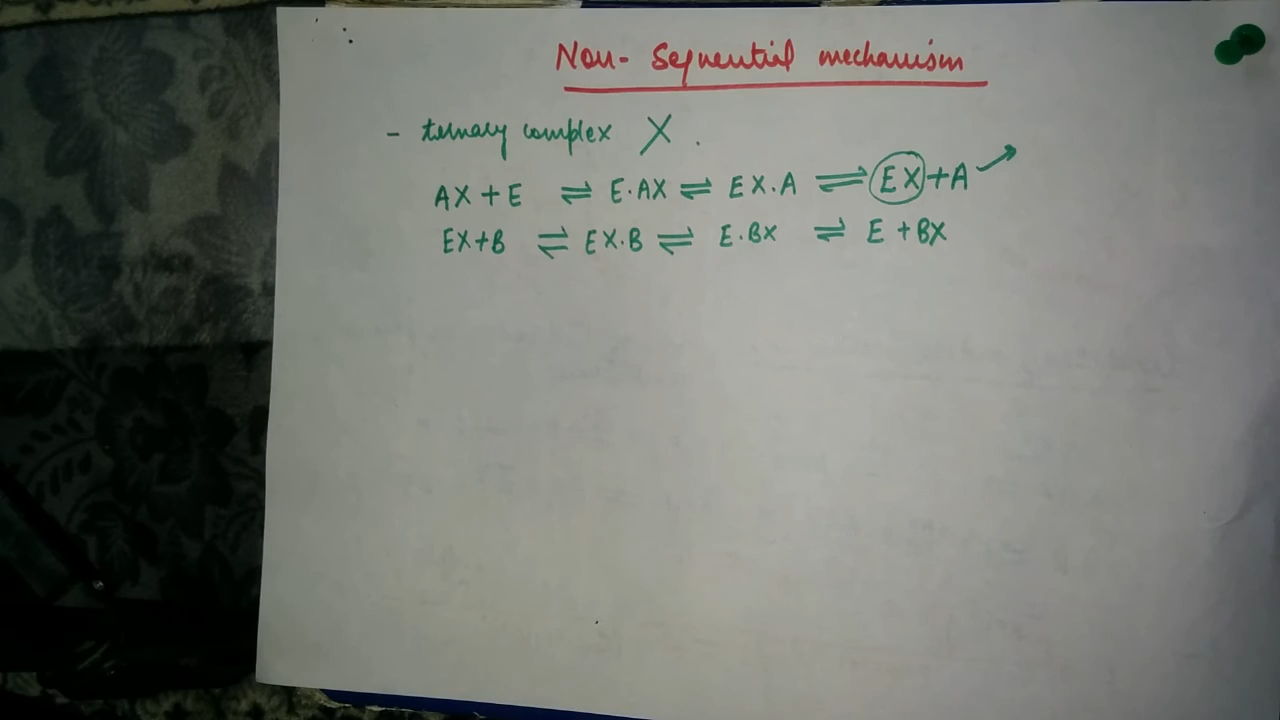 Non- Sequential mechanism
- ternary complex X .
AX + E ⇌ E·AX ⇌ EX·A ⇌ EX + A ↗
EX + B ⇌ EX·B ⇌ E·BX ⇌ E + BX